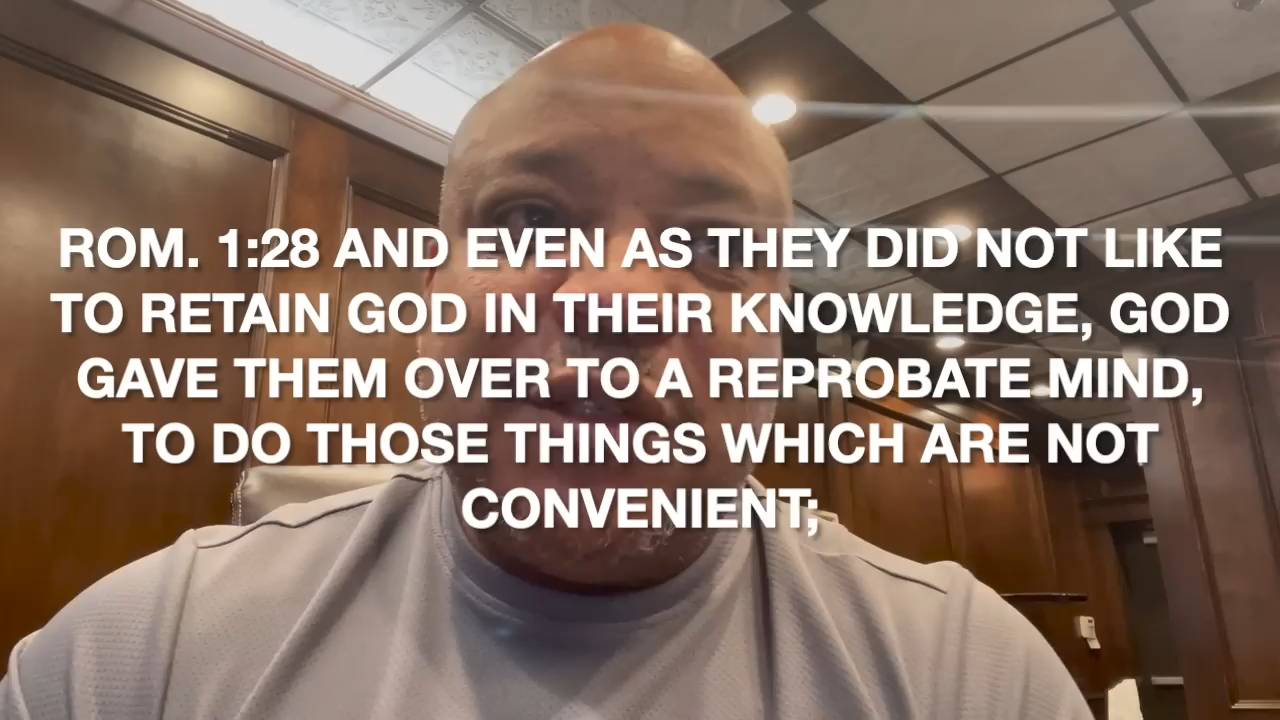 ROM. 1:28 AND EVEN AS THEY DID NOT LIKE
TO RETAIN GOD IN THEIR KNOWLEDGE, GOD
GAVE THEM OVER TO A REPROBATE MIND,
TO DO THOSE THINGS WHICH ARE NOT
CONVENIENT;